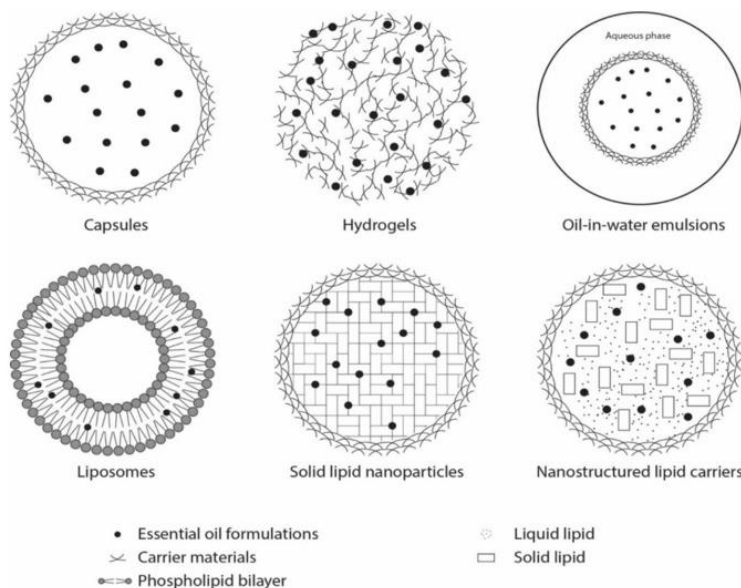 Aqueous phase
Capsules
Hydrogels
Oil-in-water emulsions
Liposomes
Solid lipid nanoparticles
Nanostructured lipid carriers
Essential oil formulations
Liquid lipid
Carrier materials
Solid lipid
Phospholipid bilayer